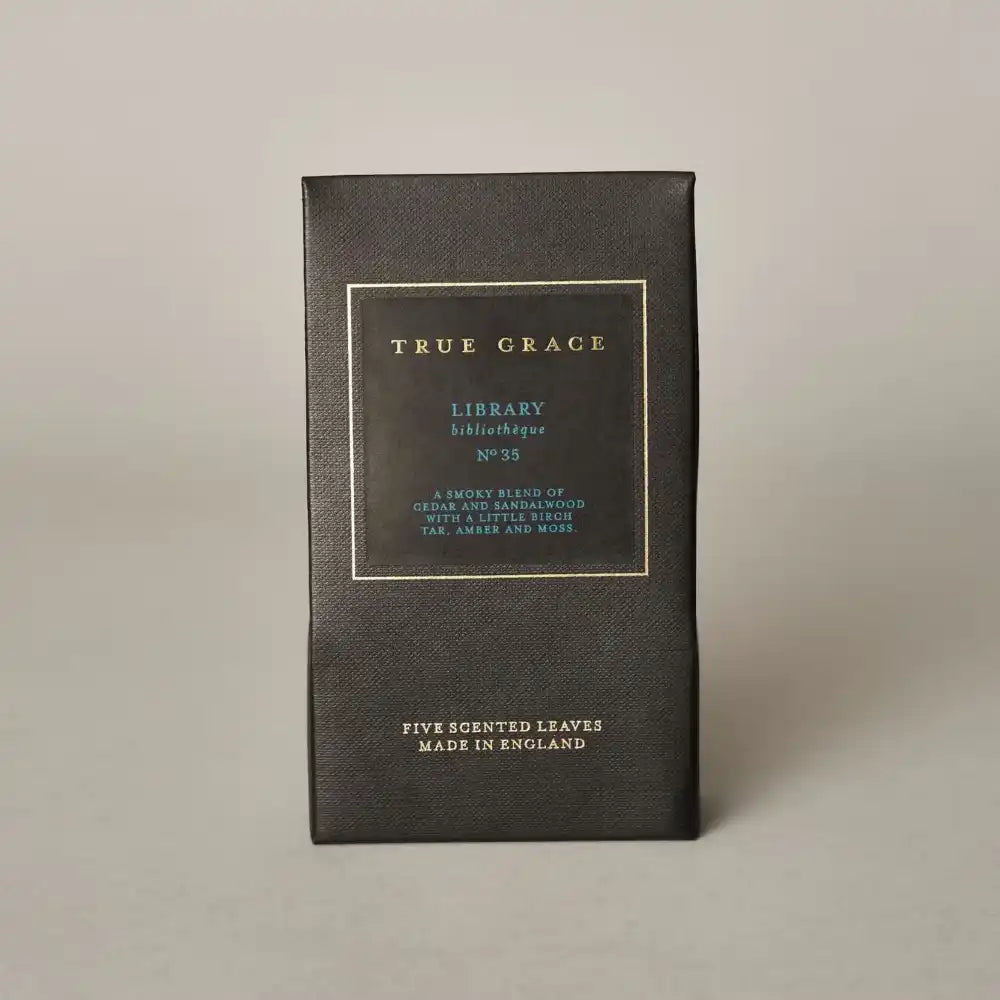 TRUE GRACE
LIBRARY
bibliothèque
Nº 35
A SMOKY BLEND OF
CEDAR AND SANDALWOOD
WITH A LITTLE BIRCH
TAR, AMBER AND MOSS.
FIVE SCENTED LEAVES
MADE IN ENGLAND